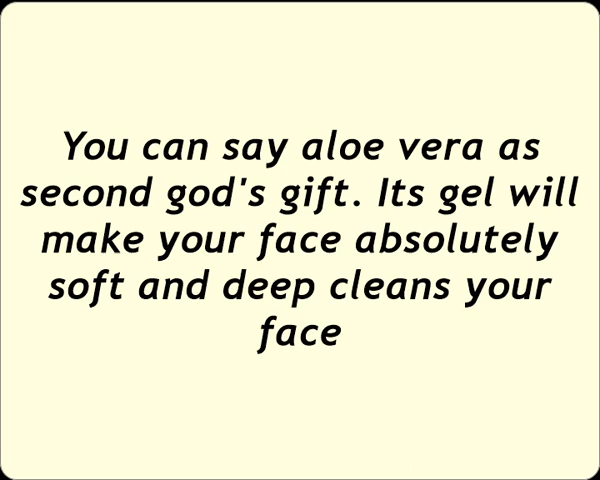 You can say aloe vera as
second god's gift. Its gel will
make your face absolutely
soft and deep cleans your
face